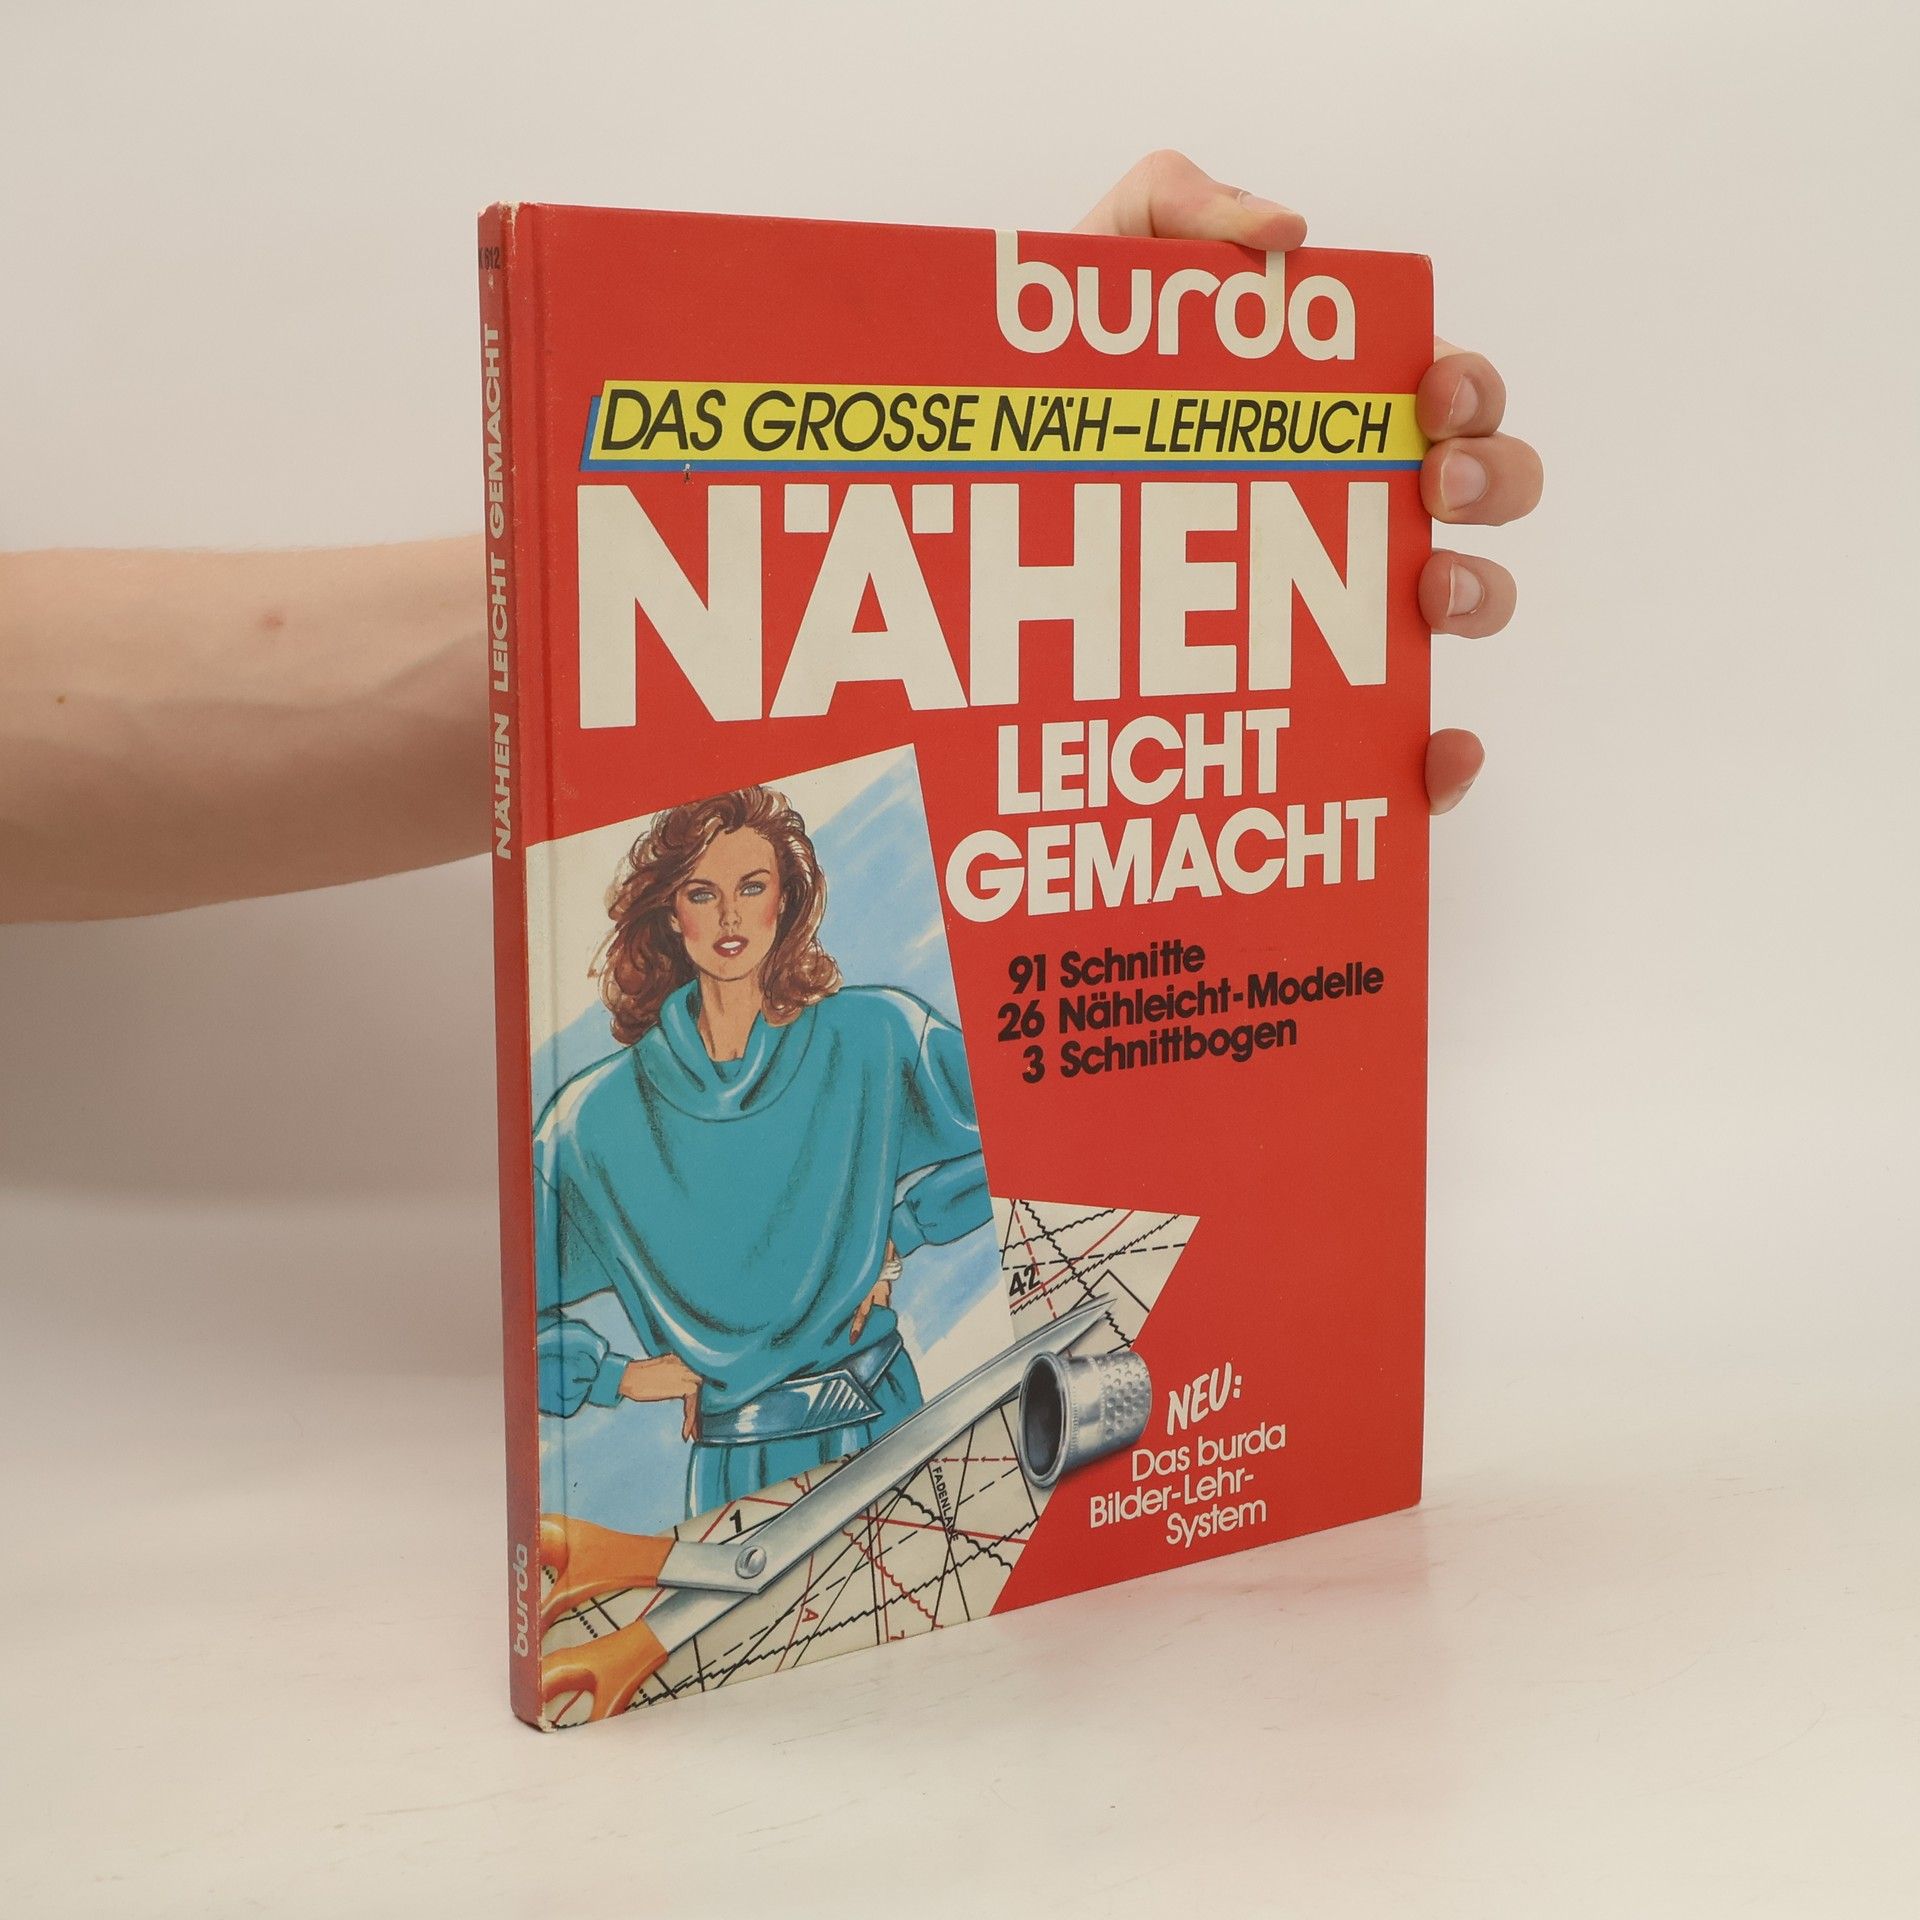 burda
DAS GROSSE NÄH-LEHRBUCH
NÄHEN
LEICHT
GEMACHT
91 Schnitte
26 Nähleicht-Modelle
3 Schnittbogen
42
NEU:
Das burda
Bilder-Lehr-
System
1
A
K 612
NÄHEN LEICHT GEMACHT
burda